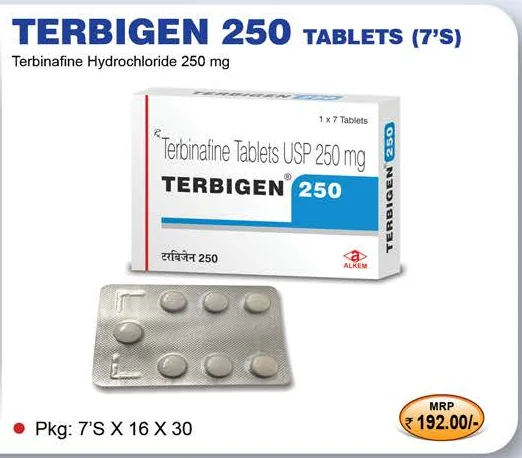 TERBIGEN 250 TABLETS (7'S)
Terbinafine Hydrochloride 250 mg
1 x 7 Tablets
Rx Terbinafine Tablets USP 250 mg
TERBIGEN® 250
टरबिजेन 250
ALKEM
TERBIGEN 250
Pkg: 7'S X 16 X 30
MRP
₹ 192.00/-